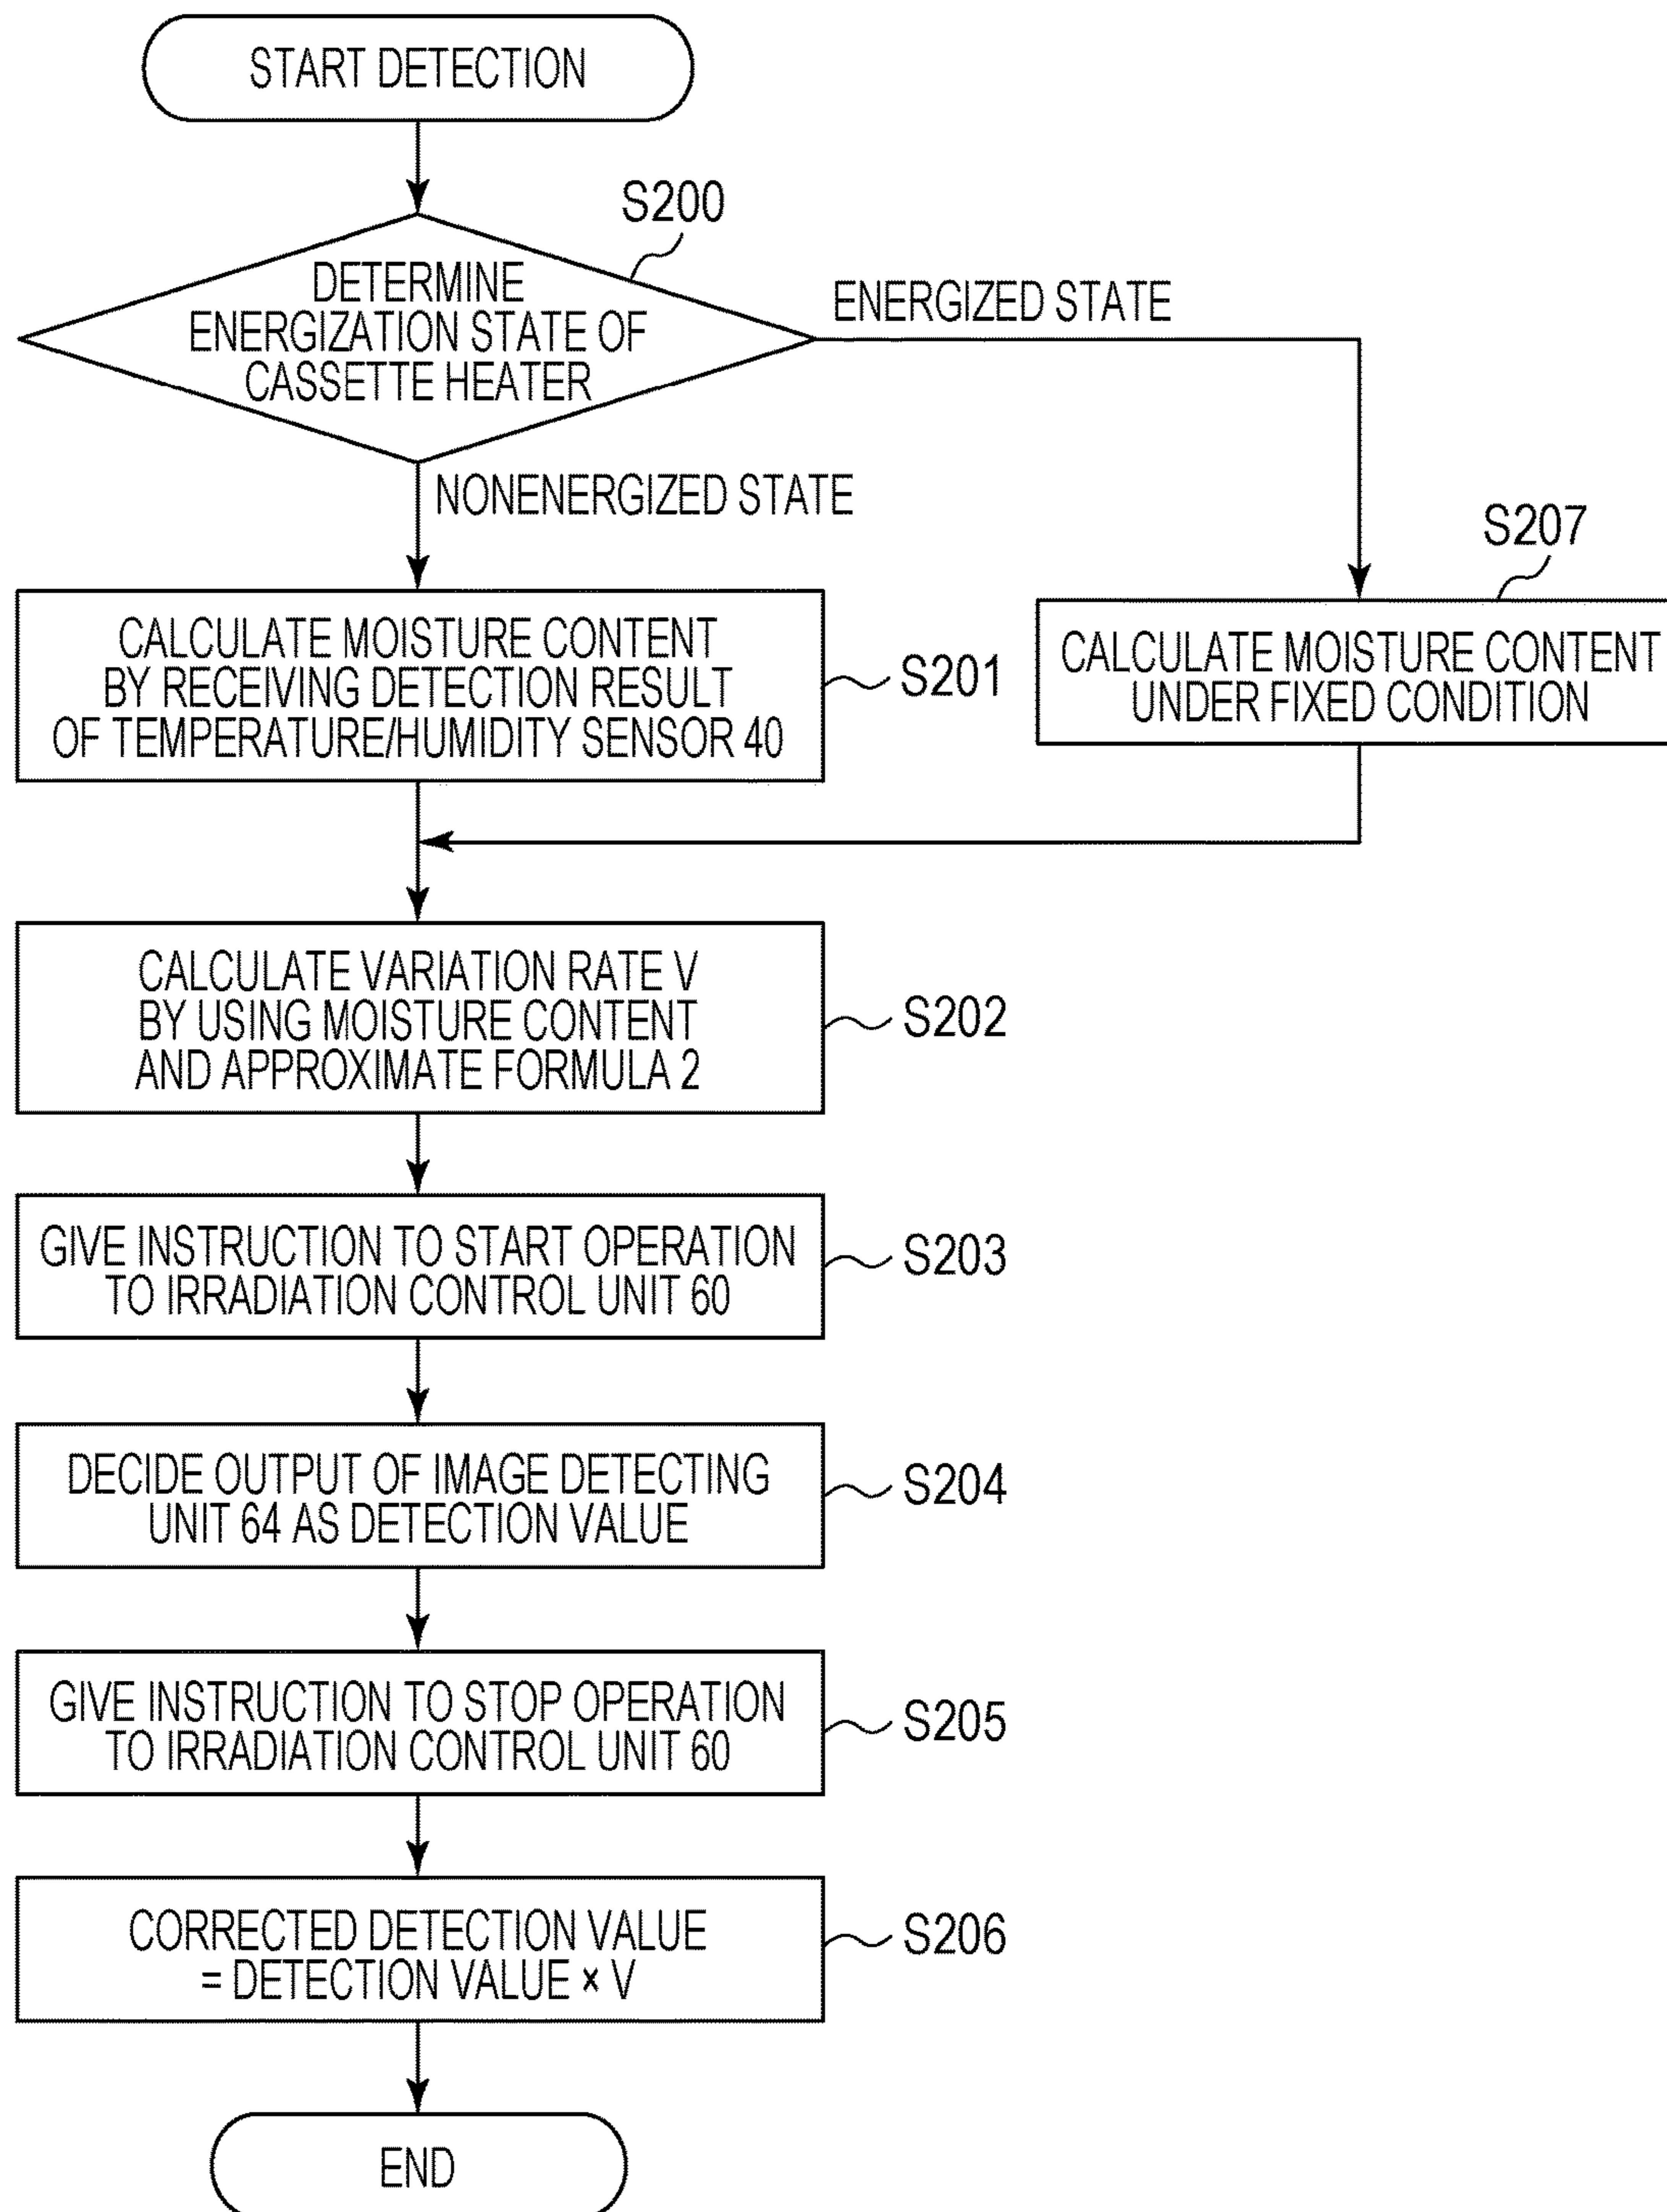 START DETECTION
S200
DETERMINE
ENERGIZATION STATE OF
CASSETTE HEATER
ENERGIZED STATE
NONENERGIZED STATE
S207
CALCULATE MOISTURE CONTENT
BY RECEIVING DETECTION RESULT
OF TEMPERATURE/HUMIDITY SENSOR 40
S201
CALCULATE MOISTURE CONTENT
UNDER FIXED CONDITION
CALCULATE VARIATION RATE V
BY USING MOISTURE CONTENT
AND APPROXIMATE FORMULA 2
S202
GIVE INSTRUCTION TO START OPERATION
TO IRRADIATION CONTROL UNIT 60
S203
DECIDE OUTPUT OF IMAGE DETECTING
UNIT 64 AS DETECTION VALUE
S204
GIVE INSTRUCTION TO STOP OPERATION
TO IRRADIATION CONTROL UNIT 60
S205
CORRECTED DETECTION VALUE
= DETECTION VALUE × V
S206
END